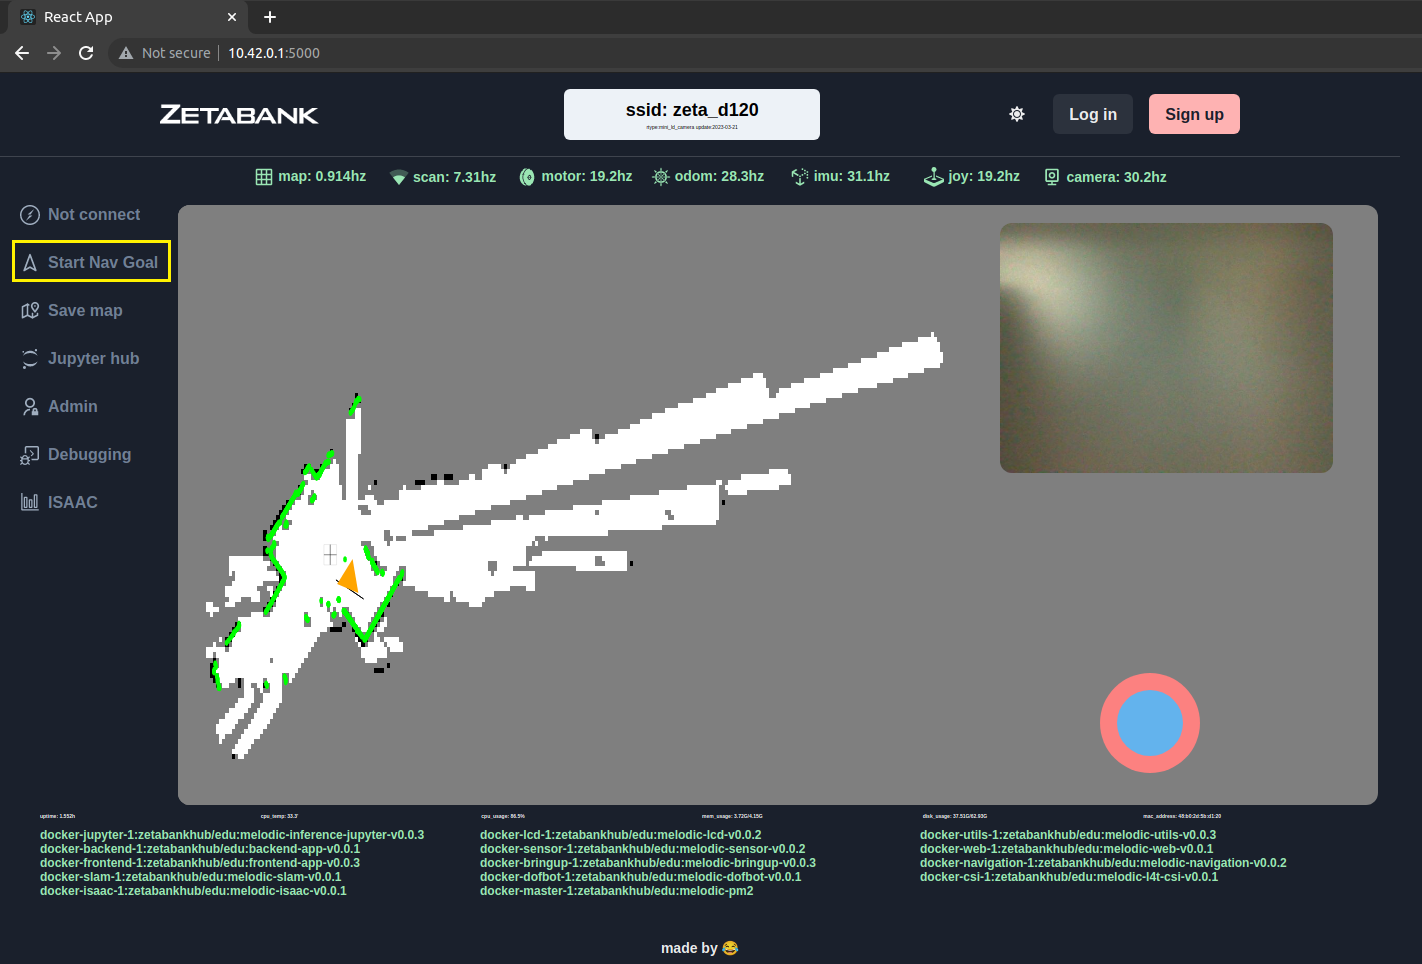 React App
Not secure
10.42.0.1:5000
ZETABANK
ssid: zeta_d120
rtype:mini_ld_camera update:2023-03-21
Log in
Sign up
map: 0.914hz
scan: 7.31hz
motor: 19.2hz
odom: 28.3hz
imu: 31.1hz
joy: 19.2hz
camera: 30.2hz
Not connect
Start Nav Goal
Save map
Jupyter hub
Admin
Debugging
ISAAC
uptime: 1.552h
cpu_temp: 33.3'
cpu_usage: 86.5%
mem_usage: 3.72G/4.15G
disk_usage: 37.51G/62.93G
mac_address: 48:b0:2d:5b:d1:20
docker-jupyter-1:zetabankhub/edu:melodic-inference-jupyter-v0.0.3
docker-backend-1:zetabankhub/edu:backend-app-v0.0.1
docker-frontend-1:zetabankhub/edu:frontend-app-v0.0.3
docker-slam-1:zetabankhub/edu:melodic-slam-v0.0.1
docker-isaac-1:zetabankhub/edu:melodic-isaac-v0.0.1
docker-lcd-1:zetabankhub/edu:melodic-lcd-v0.0.2
docker-sensor-1:zetabankhub/edu:melodic-sensor-v0.0.2
docker-bringup-1:zetabankhub/edu:melodic-bringup-v0.0.3
docker-dofbot-1:zetabankhub/edu:melodic-dofbot-v0.0.1
docker-master-1:zetabankhub/edu:melodic-pm2
docker-utils-1:zetabankhub/edu:melodic-utils-v0.0.3
docker-web-1:zetabankhub/edu:melodic-web-v0.0.1
docker-navigation-1:zetabankhub/edu:melodic-navigation-v0.0.2
docker-csi-1:zetabankhub/edu:melodic-l4t-csi-v0.0.1
made by 😂